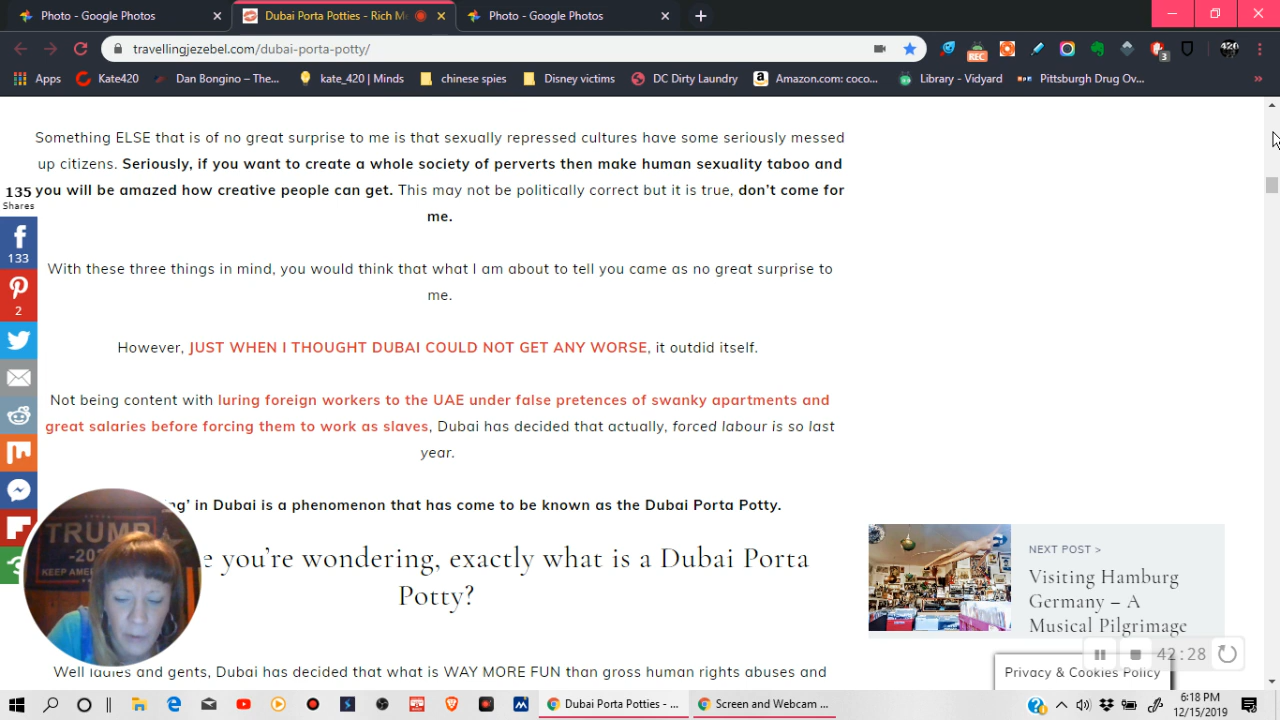 Photo - Google Photos
Dubai Porta Potties - Rich M
Photo - Google Photos
travellingjezebel.com/dubai-porta-potty/
REC
3
420
Apps
Kate420
Dan Bongino – The...
kate_420 | Minds
chinese spies
Disney victims
DC Dirty Laundry
Amazon.com: coco...
Library - Vidyard
Pittsburgh Drug Ov...
»
Something ELSE that is of no great surprise to me is that sexually repressed cultures have some seriously messed
up citizens. Seriously, if you want to create a whole society of perverts then make human sexuality taboo and
you will be amazed how creative people can get. This may not be politically correct but it is true, don't come for
me.
135
Shares
133
2
With these three things in mind, you would think that what I am about to tell you came as no great surprise to
me.
However, JUST WHEN I THOUGHT DUBAI COULD NOT GET ANY WORSE, it outdid itself.
Not being content with luring foreign workers to the UAE under false pretences of swanky apartments and
great salaries before forcing them to work as slaves, Dubai has decided that actually, forced labour is so last
year.
ng' in Dubai is a phenomenon that has come to be known as the Dubai Porta Potty.
e you're wondering, exactly what is a Dubai Porta
Potty?
Well ladies and gents, Dubai has decided that what is WAY MORE FUN than gross human rights abuses and
TRUMP
NEXT POST >
Visiting Hamburg
Germany – A
Musical Pilgrimage
42:28
Privacy & Cookies Policy
Dubai Porta Potties - ...
Screen and Webcam ...
6:18 PM
12/15/2019